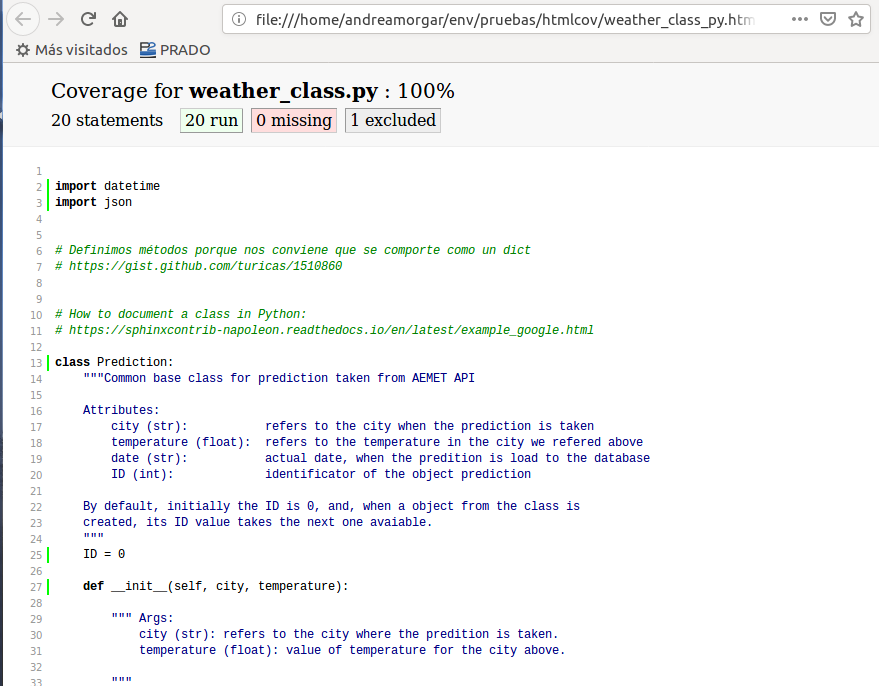 file:///home/andreamorgar/env/pruebas/htmlcov/weather_class_py.htm
Más visitados PRADO
Coverage for weather_class.py : 100%
20 statements 20 run 0 missing 1 excluded
1
2 import datetime
3 import json
4
5
6 # Definimos métodos porque nos conviene que se comporte como un dict
7 # https://gist.github.com/turicas/1510860
8
9
10 # How to document a class in Python:
11 # https://sphinxcontrib-napoleon.readthedocs.io/en/latest/example_google.html
12
13 class Prediction:
14 """Common base class for prediction taken from AEMET API
15
16 Attributes:
17 city (str): refers to the city when the prediction is taken
18 temperature (float): refers to the temperature in the city we refered above
19 date (str): actual date, when the predition is load to the database
20 ID (int): identificator of the object prediction
21
22 By default, initially the ID is 0, and, when a object from the class is
23 created, its ID value takes the next one avaiable.
24 """
25 ID = 0
26
27 def __init__(self, city, temperature):
28
29 """ Args:
30 city (str): refers to the city where the predition is taken.
31 temperature (float): value of temperature for the city above.
32
33 """